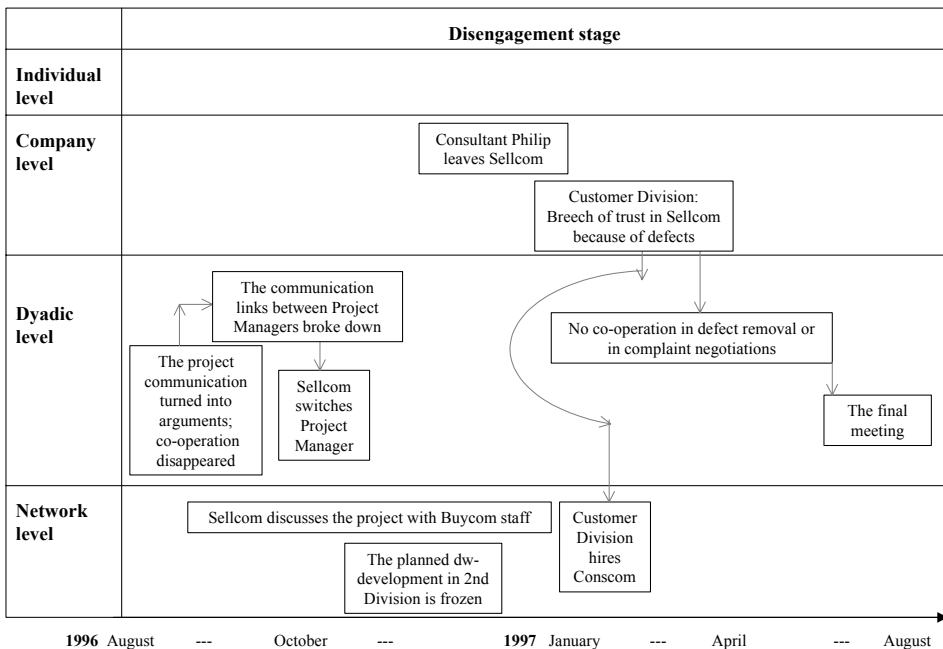 Disengagement stage
Individual
level
Company
level
Consultant Philip
leaves Sellcom
Customer Division:
Breech of trust in Sellcom
because of defects
Dyadic
level
The communication
links between Project
Managers broke down
The project
communication
turned into
arguments;
co-operation
disappeared
Sellcom
switches
Project
Manager
No co-operation in defect removal or
in complaint negotiations
The final
meeting
Network
level
Sellcom discusses the project with Buycom staff
The planned dw-
development in 2nd
Division is frozen
Customer
Division
hires
Conscom
1996 August --- October --- 1997 January --- April --- August